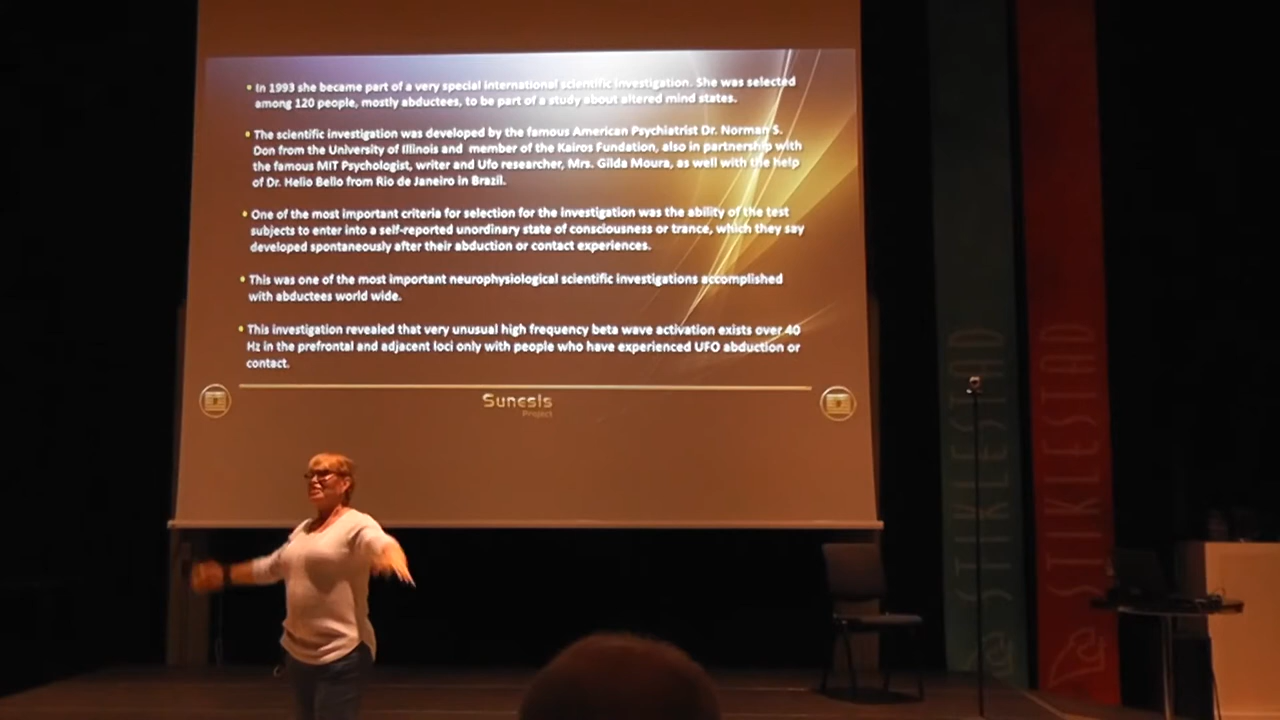 • In 1993 she became part of a very special international scientific investigation. She was selected
among 120 people, mostly abductees, to be part of a study about altered mind states.
• The scientific investigation was developed by the famous American Psychiatrist Dr. Norman S.
Don from the University of Illinois and member of the Kairos Fundation, also in partnership with
the famous MIT Psychologist, writer and Ufo researcher, Mrs. Gilda Moura, as well with the help
of Dr. Helio Bello from Rio de Janeiro in Brazil.
• One of the most important criteria for selection for the investigation was the ability of the test
subjects to enter into a self-reported unordinary state of consciousness or trance, which they say
developed spontaneously after their abduction or contact experiences.
• This was one of the most important neurophysiological scientific investigations accomplished
with abductees world wide.
• This investigation revealed that very unusual high frequency beta wave activation exists over 40
Hz in the prefrontal and adjacent loci only with people who have experienced UFO abduction or
contact.
Sunesis
Project
STIKLESTAD
STIKLESTAD